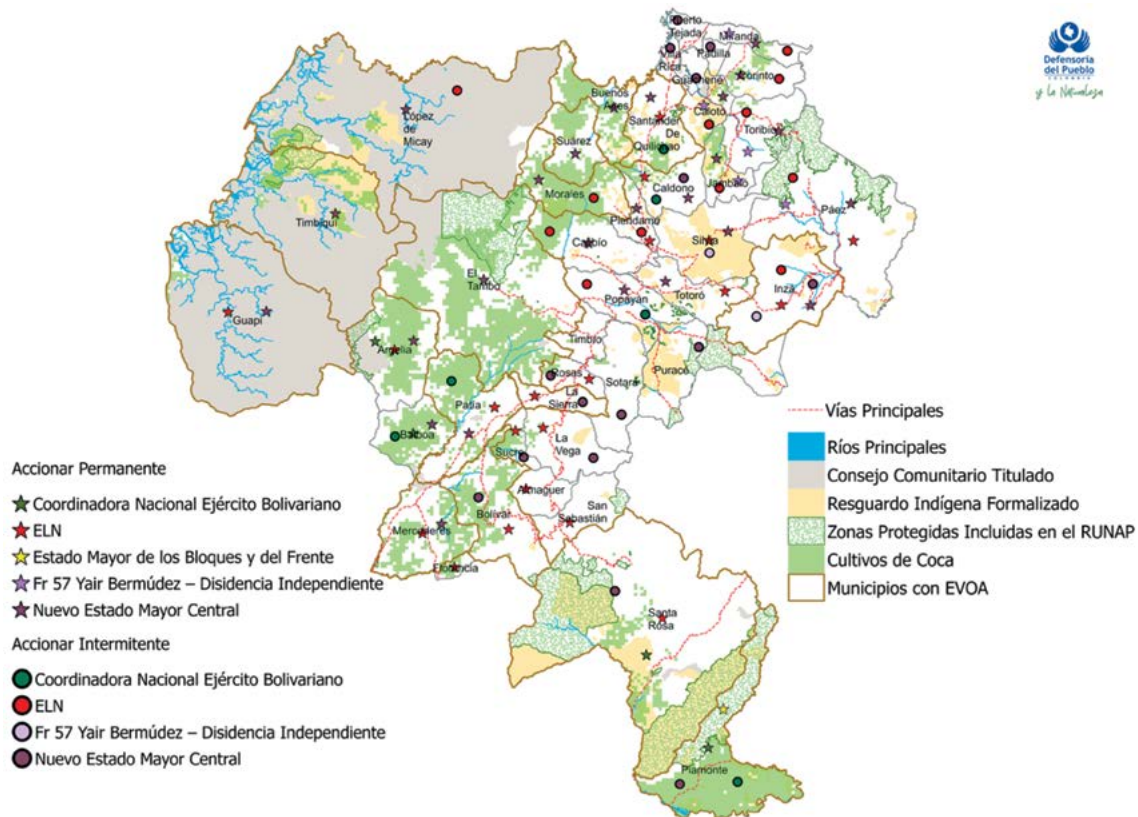 Defensoría
del Pueblo
COLOMBIA
y la Naturaleza
Puerto
Tejada
Miranda
Villa
Rica
Padilla
Guachené
Corinto
López
de
Micay
Buenos
Aires
Santander
De
Quilichao
Caloto
Toribío
Suárez
Caldono
Jambaló
Morales
Páez
Timbiquí
Piendamó
Silvia
Cajibío
El
Tambo
Inzá
Popayán
Totoró
Guapi
Timbío
Argelia
Puracé
Rosas
Sotará
La
Sierra
Patía
Balboa
La
Vega
Sucre
Almaguer
Bolívar
San
Sebastián
Mercaderes
Florencia
Santa
Rosa
Piamonte
Accionar Permanente
Coordinadora Nacional Ejército Bolivariano
ELN
Estado Mayor de los Bloques y del Frente
Fr 57 Yair Bermúdez – Disidencia Independiente
Nuevo Estado Mayor Central
Accionar Intermitente
Coordinadora Nacional Ejército Bolivariano
ELN
Fr 57 Yair Bermúdez – Disidencia Independiente
Nuevo Estado Mayor Central
Vías Principales
Ríos Principales
Consejo Comunitario Titulado
Resguardo Indígena Formalizado
Zonas Protegidas Incluidas en el RUNAP
Cultivos de Coca
Municipios con EVOA